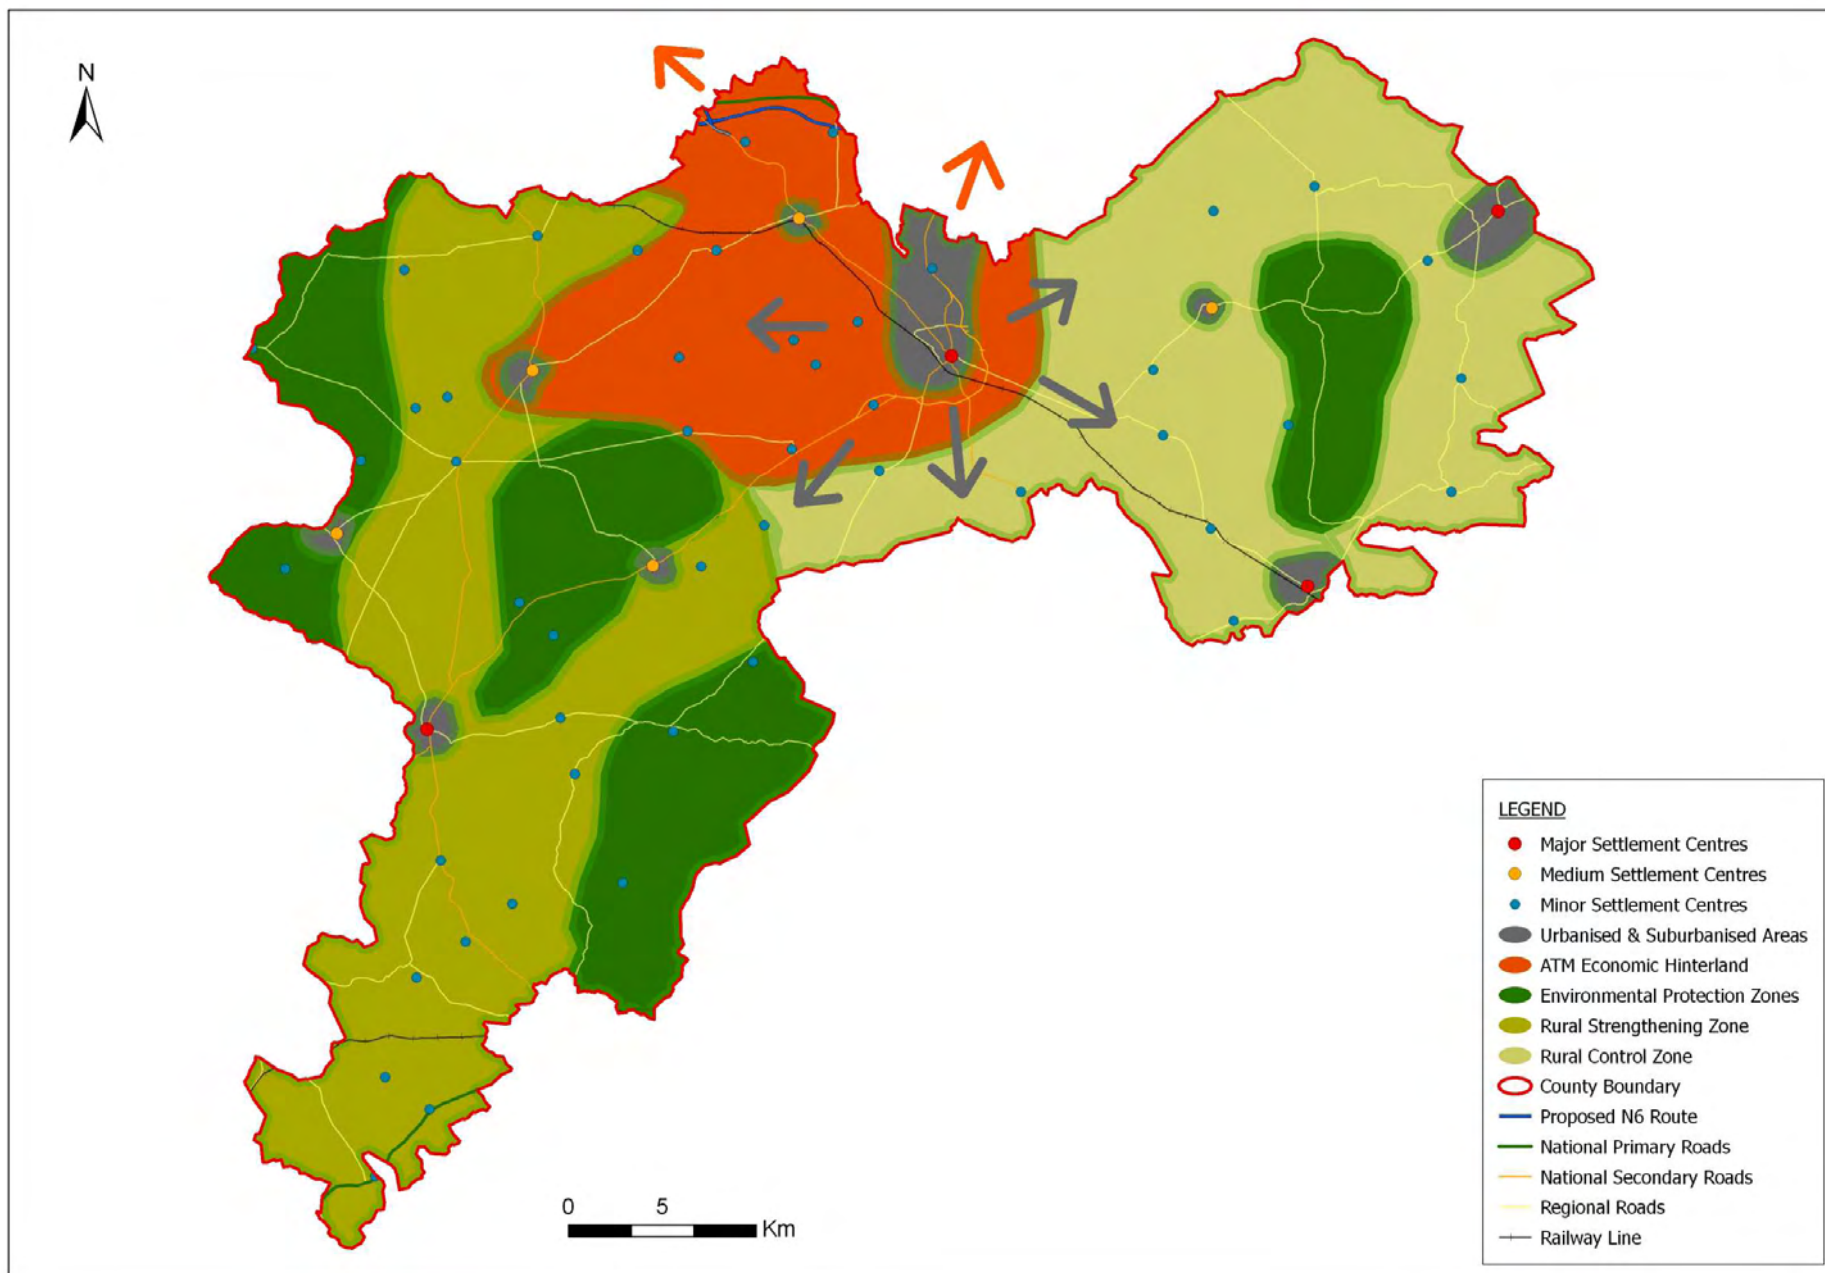 N
LEGEND
Major Settlement Centres
Medium Settlement Centres
Minor Settlement Centres
Urbanised & Suburbanised Areas
ATM Economic Hinterland
Environmental Protection Zones
Rural Strengthening Zone
Rural Control Zone
County Boundary
Proposed N6 Route
National Primary Roads
National Secondary Roads
Regional Roads
Railway Line
0 5
Km